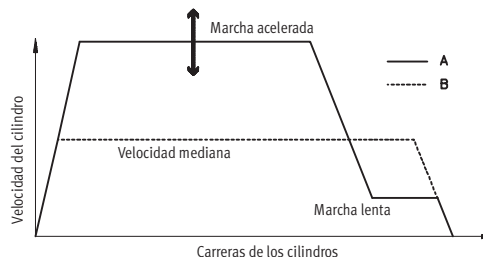 Marcha acelerada
A
B
Velocidad mediana
Marcha lenta
Velocidad del cilindro
Carreras de los cilindros